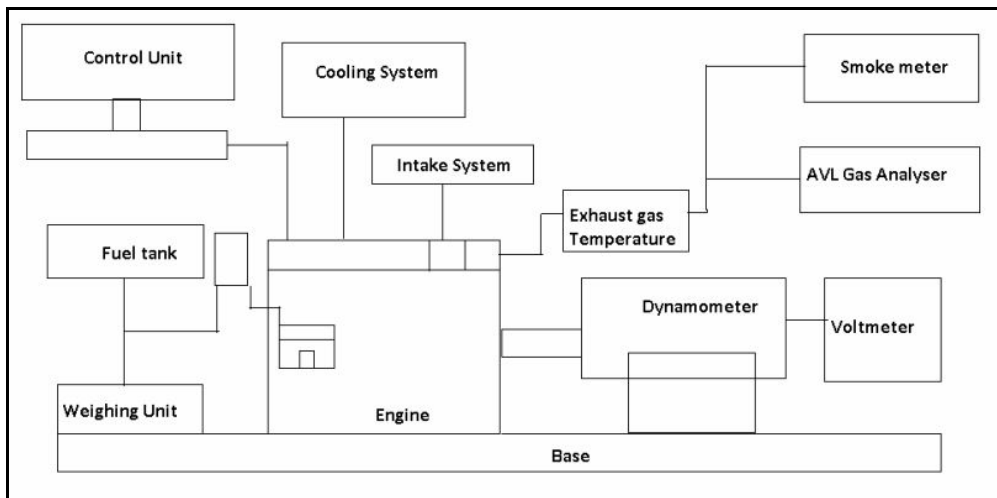 Control Unit
Cooling System
Smoke meter
Intake System
AVL Gas Analyser
Exhaust gas
Temperature
Fuel tank
Dynamometer
Voltmeter
Weighing Unit
Engine
Base